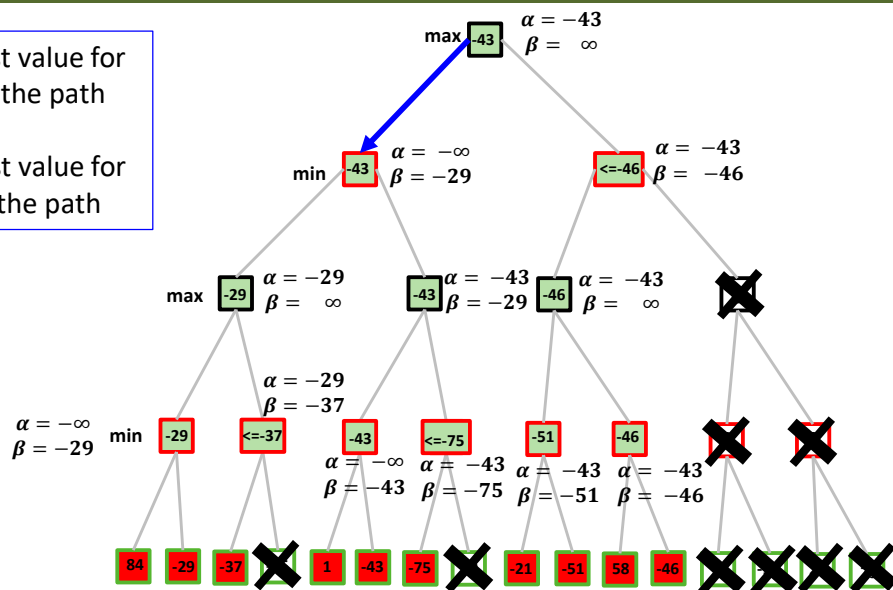 st value for
the path
st value for
the path
max
-43
α = −43
β = ∞
min
-43
α = −∞
β = −29
<=-46
α = −43
β = −46
max
-29
α = −29
β = ∞
-43
α = −43
β = −29
-46
α = −43
β = ∞
α = −∞
β = −29
min
-29
α = −29
β = −37
<=-37
-43
α = −∞
β = −43
<=-75
α = −43
β = −75
-51
α = −43
β = −51
-46
α = −43
β = −46
84
-29
-37
1
-43
-75
-21
-51
58
-46